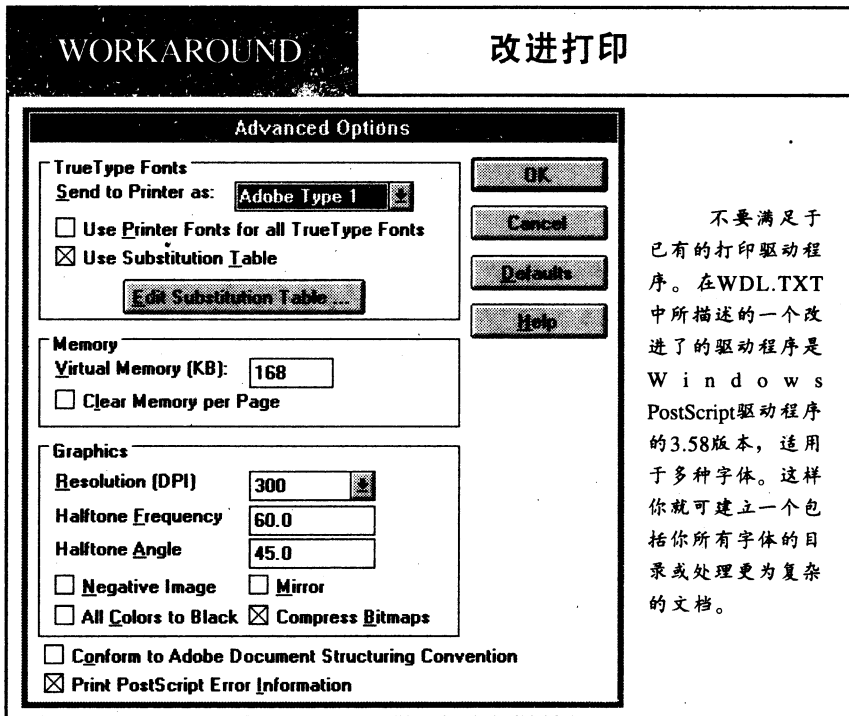 WORKAROUND
改进打印
Advanced Options
TrueType Fonts
Send to Printer as: Adobe Type 1
Use Printer Fonts for all TrueType Fonts
Use Substitution Table
Edit Substitution Table ...
OK
Cancel
Defaults
Help
Memory
Virtual Memory (KB): 168
Clear Memory per Page
Graphics
Resolution (DPI) 300
Halftone Frequency 60.0
Halftone Angle 45.0
Negative Image Mirror
All Colors to Black Compress Bitmaps
Conform to Adobe Document Structuring Convention
Print PostScript Error Information
不要满足于
已有的打印驱动程
序。在WDL.TXT
中所描述的一个改
进了的驱动程序是
Windows
PostScript驱动程序
的3.58版本，适用
于多种字体。这样
你就可建立一个包
括你所有字体的目
录或处理更为复杂
的文档。